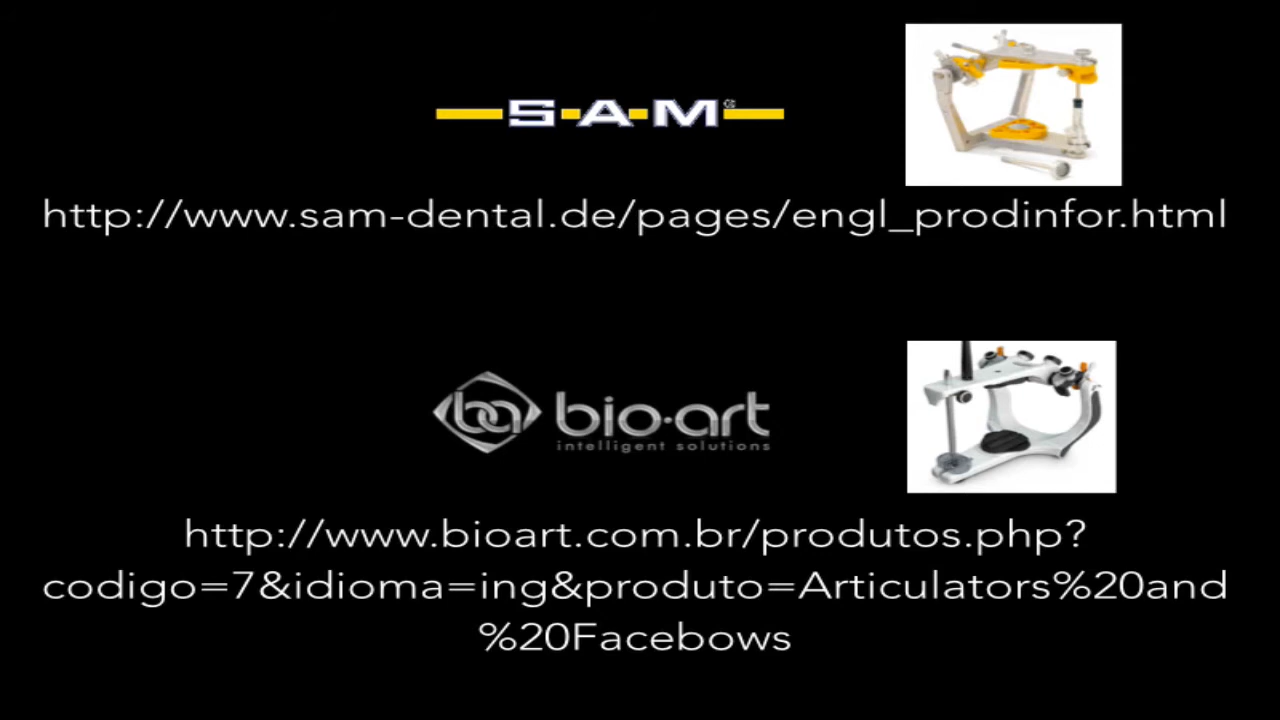 S·A·M®
http://www.sam-dental.de/pages/engl_prodinfor.html
ba bio·art
intelligent solutions
http://www.bioart.com.br/produtos.php?
codigo=7&idioma=ing&produto=Articulators%20and
%20Facebows